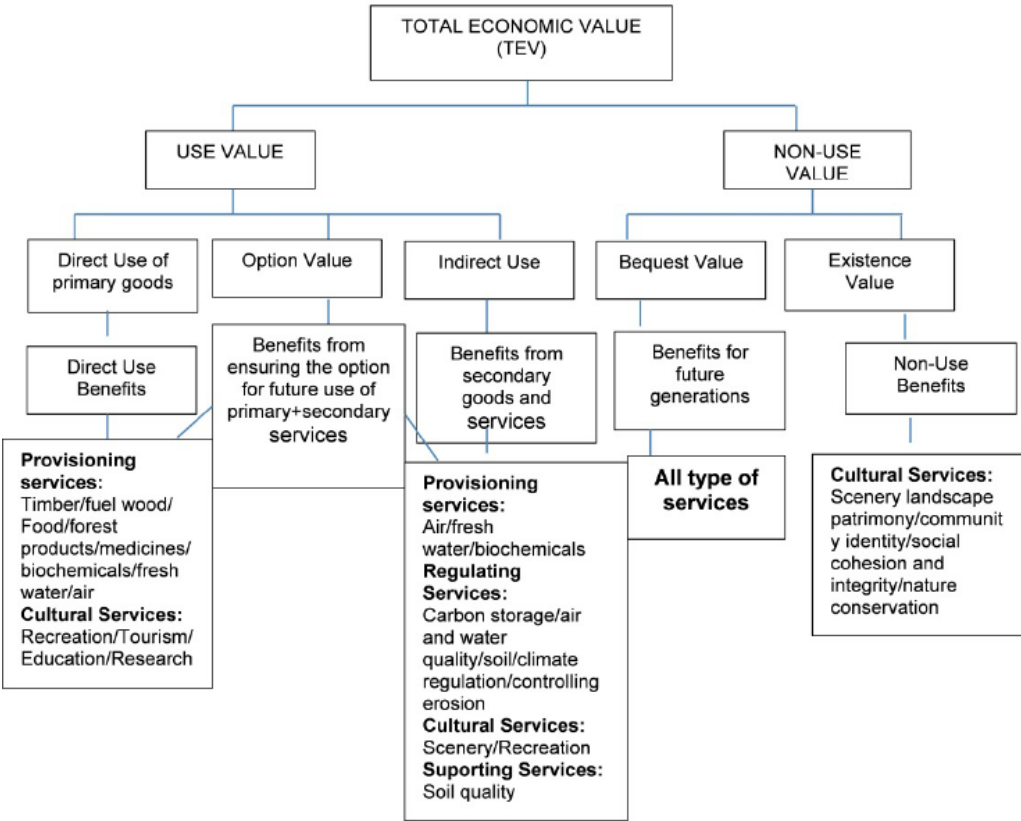 TOTAL ECONOMIC VALUE
(TEV)
USE VALUE
NON-USE
VALUE
Direct Use of
primary goods
Option Value
Indirect Use
Bequest Value
Existence
Value
Direct Use
Benefits
Benefits from
ensuring the option
for future use of
primary+secondary
services
Benefits from
secondary
goods and
services
Benefits for
future
generations
Non-Use
Benefits
Provisioning
services:
Timber/fuel wood/
Food/forest
products/medicines/
biochemicals/fresh
water/air
Cultural Services:
Recreation/Tourism/
Education/Research
Provisioning
services:
Air/fresh
water/biochemicals
Regulating
Services:
Carbon storage/air
and water
quality/soil/climate
regulation/controlling
erosion
Cultural Services:
Scenery/Recreation
Suporting Services:
Soil quality
All type of
services
Cultural Services:
Scenery landscape
patrimony/communit
y identity/social
cohesion and
integrity/nature
conservation